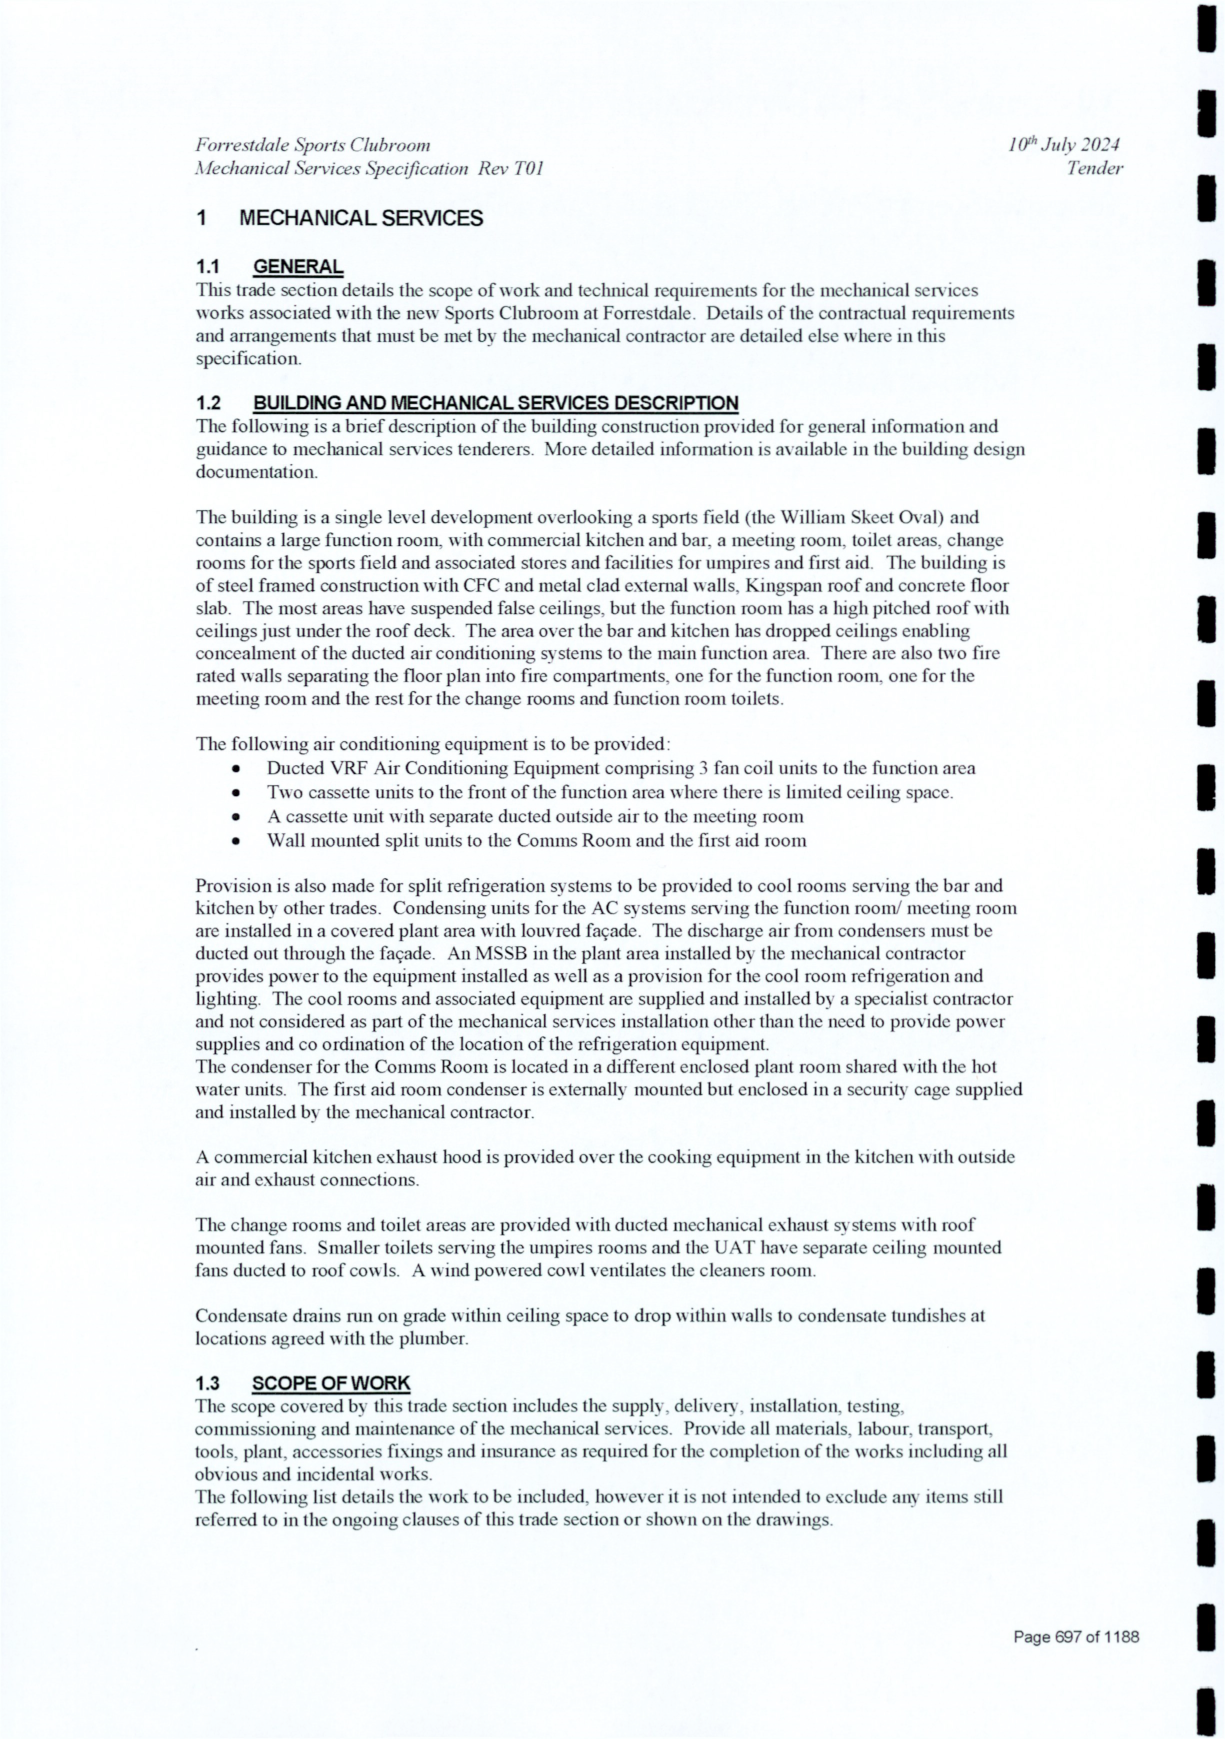 Forrestdale Sports Clubroom
10th July 2024
Mechanical Services Specification Rev T01
Tender
1 MECHANICAL SERVICES
1.1 GENERAL
This trade section details the scope of work and technical requirements for the mechanical services
works associated with the new Sports Clubroom at Forrestdale. Details of the contractual requirements
and arrangements that must be met by the mechanical contractor are detailed else where in this
specification.
1.2 BUILDING AND MECHANICAL SERVICES DESCRIPTION
The following is a brief description of the building construction provided for general information and
guidance to mechanical services tenderers. More detailed information is available in the building design
documentation.
The building is a single level development overlooking a sports field (the William Skeet Oval) and
contains a large function room, with commercial kitchen and bar, a meeting room, toilet areas, change
rooms for the sports field and associated stores and facilities for umpires and first aid. The building is
of steel framed construction with CFC and metal clad external walls, Kingspan roof and concrete floor
slab. The most areas have suspended false ceilings, but the function room has a high pitched roof with
ceilings just under the roof deck. The area over the bar and kitchen has dropped ceilings enabling
concealment of the ducted air conditioning systems to the main function area. There are also two fire
rated walls separating the floor plan into fire compartments, one for the function room, one for the
meeting room and the rest for the change rooms and function room toilets.
The following air conditioning equipment is to be provided:
• Ducted VRF Air Conditioning Equipment comprising 3 fan coil units to the function area
• Two cassette units to the front of the function area where there is limited ceiling space.
• A cassette unit with separate ducted outside air to the meeting room
• Wall mounted split units to the Comms Room and the first aid room
Provision is also made for split refrigeration systems to be provided to cool rooms serving the bar and
kitchen by other trades. Condensing units for the AC systems serving the function room/ meeting room
are installed in a covered plant area with louvred façade. The discharge air from condensers must be
ducted out through the façade. An MSSB in the plant area installed by the mechanical contractor
provides power to the equipment installed as well as a provision for the cool room refrigeration and
lighting. The cool rooms and associated equipment are supplied and installed by a specialist contractor
and not considered as part of the mechanical services installation other than the need to provide power
supplies and co ordination of the location of the refrigeration equipment.
The condenser for the Comms Room is located in a different enclosed plant room shared with the hot
water units. The first aid room condenser is externally mounted but enclosed in a security cage supplied
and installed by the mechanical contractor.
A commercial kitchen exhaust hood is provided over the cooking equipment in the kitchen with outside
air and exhaust connections.
The change rooms and toilet areas are provided with ducted mechanical exhaust systems with roof
mounted fans. Smaller toilets serving the umpires rooms and the UAT have separate ceiling mounted
fans ducted to roof cowls. A wind powered cowl ventilates the cleaners room.
Condensate drains run on grade within ceiling space to drop within walls to condensate tundishes at
locations agreed with the plumber.
1.3 SCOPE OF WORK
The scope covered by this trade section includes the supply, delivery, installation, testing,
commissioning and maintenance of the mechanical services. Provide all materials, labour, transport,
tools, plant, accessories fixings and insurance as required for the completion of the works including all
obvious and incidental works.
The following list details the work to be included, however it is not intended to exclude any items still
referred to in the ongoing clauses of this trade section or shown on the drawings.
Page 697 of 1188